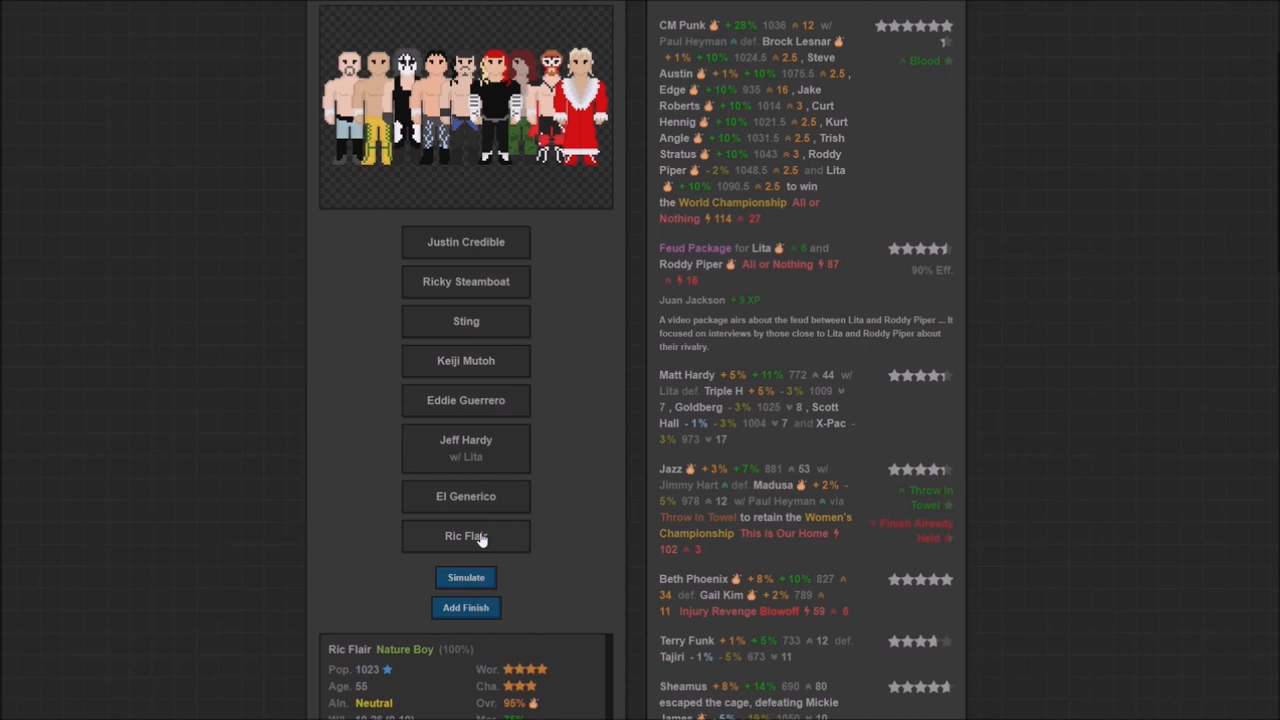 Justin Credible
Ricky Steamboat
Sting
Keiji Mutoh
Eddie Guerrero
Jeff Hardy
w/ Lita
El Generico
Ric Flair
Simulate
Add Finish
Ric Flair Nature Boy (100%)
Pop. 1023 Wor.
Age. 55 Cha.
Aln. Neutral Ovr. 95%
CM Punk + 28% 1036 12 w/
Paul Heyman def. Brock Lesnar
+ 1% + 10% 1024.5 2.5 , Steve
Austin + 1% + 10% 1075.5 2.5 ,
Edge + 10% 935 16 , Jake
Roberts + 10% 1014 3 , Curt
Hennig + 10% 1021.5 2.5 , Kurt
Angle + 10% 1031.5 2.5 , Trish
Stratus + 10% 1043 3 , Roddy
Piper - 2% 1048.5 2.5 and Lita
+ 10% 1090.5 2.5 to win
the World Championship All or
Nothing 114 27
Blood
Feud Package for Lita 6 and
Roddy Piper All or Nothing 87
16
90% Eff.
Juan Jackson + 9 XP
A video package airs about the feud between Lita and Roddy Piper ... It
focused on interviews by those close to Lita and Roddy Piper about
their rivalry.
Matt Hardy + 5% + 11% 772 44 w/
Lita def. Triple H + 5% - 3% 1009
7 , Goldberg - 3% 1025 8 , Scott
Hall - 1% - 3% 1004 7 and X-Pac -
3% 973 17
Jazz + 3% + 7% 881 53 w/
Jimmy Hart def. Madusa + 2% -
5% 978 12 w/ Paul Heyman via
Throw In Towel to retain the Women's
Championship This Is Our Home
102 3
Throw In
Towel
Finish Already
Held
Beth Phoenix + 8% + 10% 827
34 def. Gail Kim + 2% 789
11 Injury Revenge Blowoff 59 6
Terry Funk + 1% + 5% 733 12 def.
Tajiri - 1% - 5% 673 11
Sheamus + 8% + 14% 690 80
escaped the cage, defeating Mickie